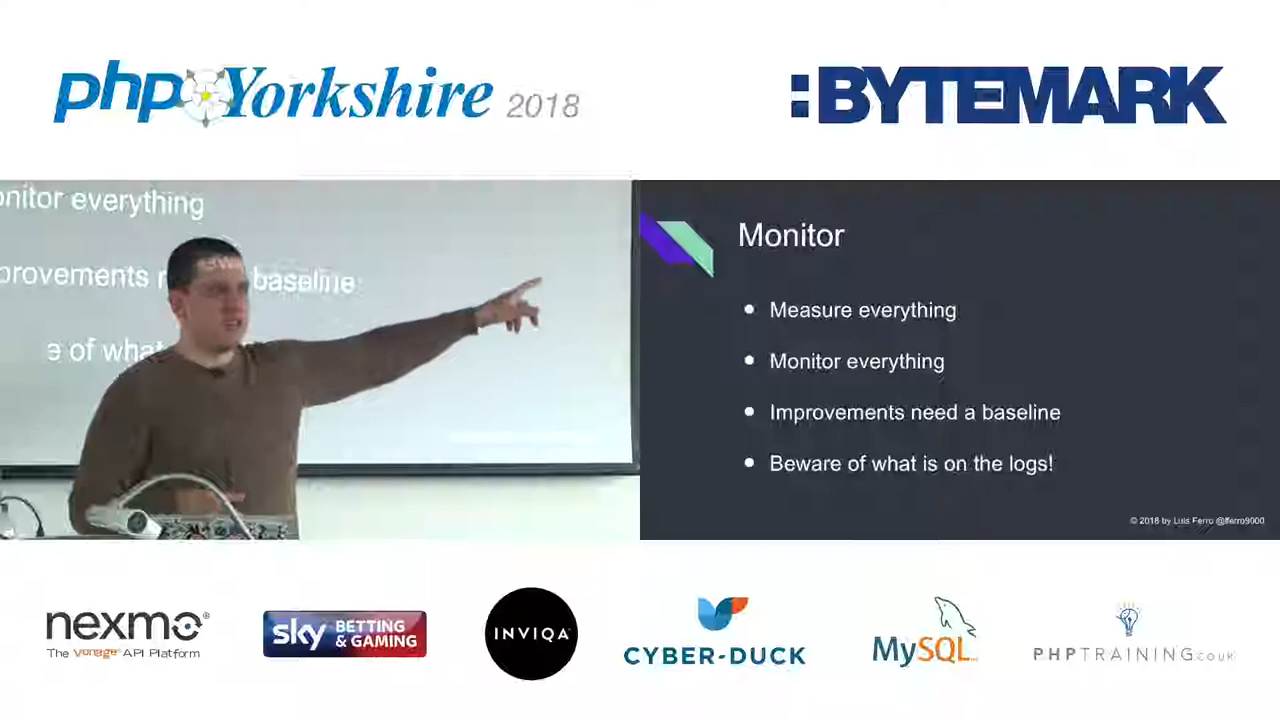 php Yorkshire 2018
:BYTEMARK
onitor everything
provements n baseline
e of what
Monitor
• Measure everything
• Monitor everything
• Improvements need a baseline
• Beware of what is on the logs!
© 2018 by Luis Ferro @lferro9000
nexmo®
The Vonage® API Platform
sky BETTING & GAMING
INVIQA
CYBER-DUCK
MySQL
PHPTRAINING.co.uk